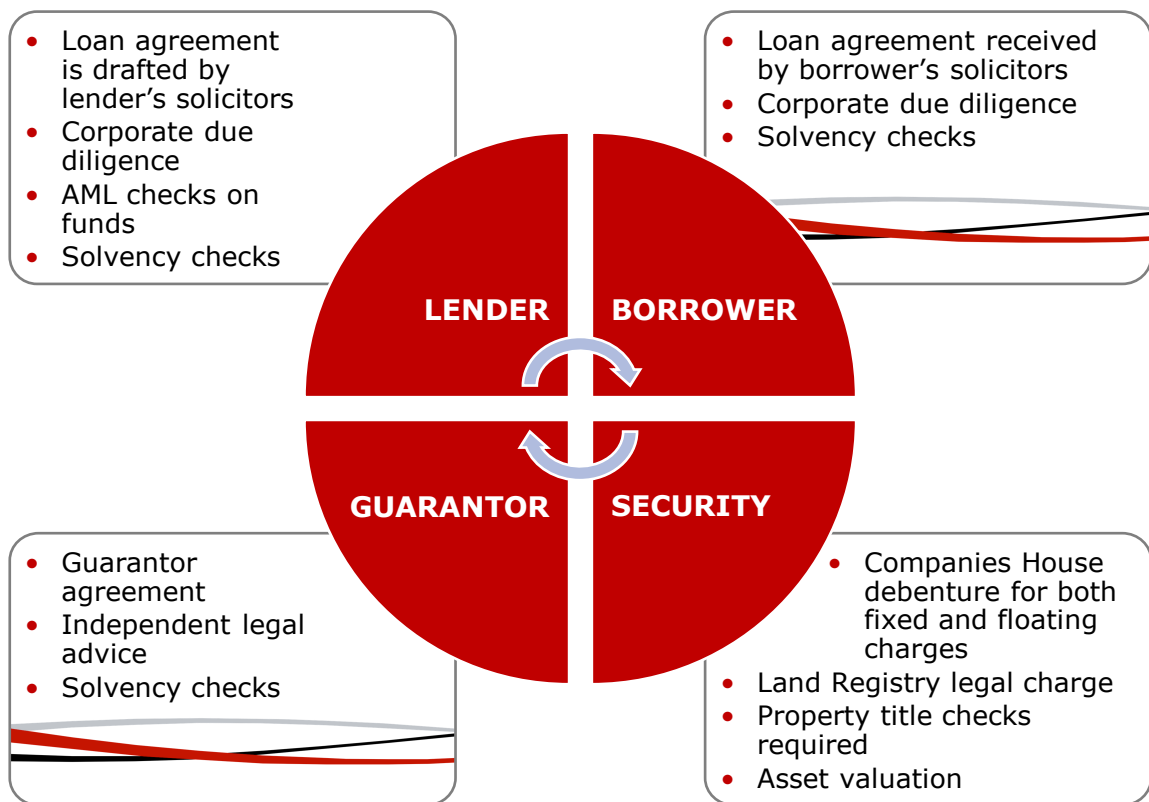 • Loan agreement
is drafted by
lender’s solicitors
• Corporate due
diligence
• AML checks on
funds
• Solvency checks
• Loan agreement received
by borrower’s solicitors
• Corporate due diligence
• Solvency checks
LENDER
BORROWER
GUARANTOR
SECURITY
• Guarantor
agreement
• Independent legal
advice
• Solvency checks
• Companies House
debenture for both
fixed and floating
charges
• Land Registry legal charge
• Property title checks
required
• Asset valuation